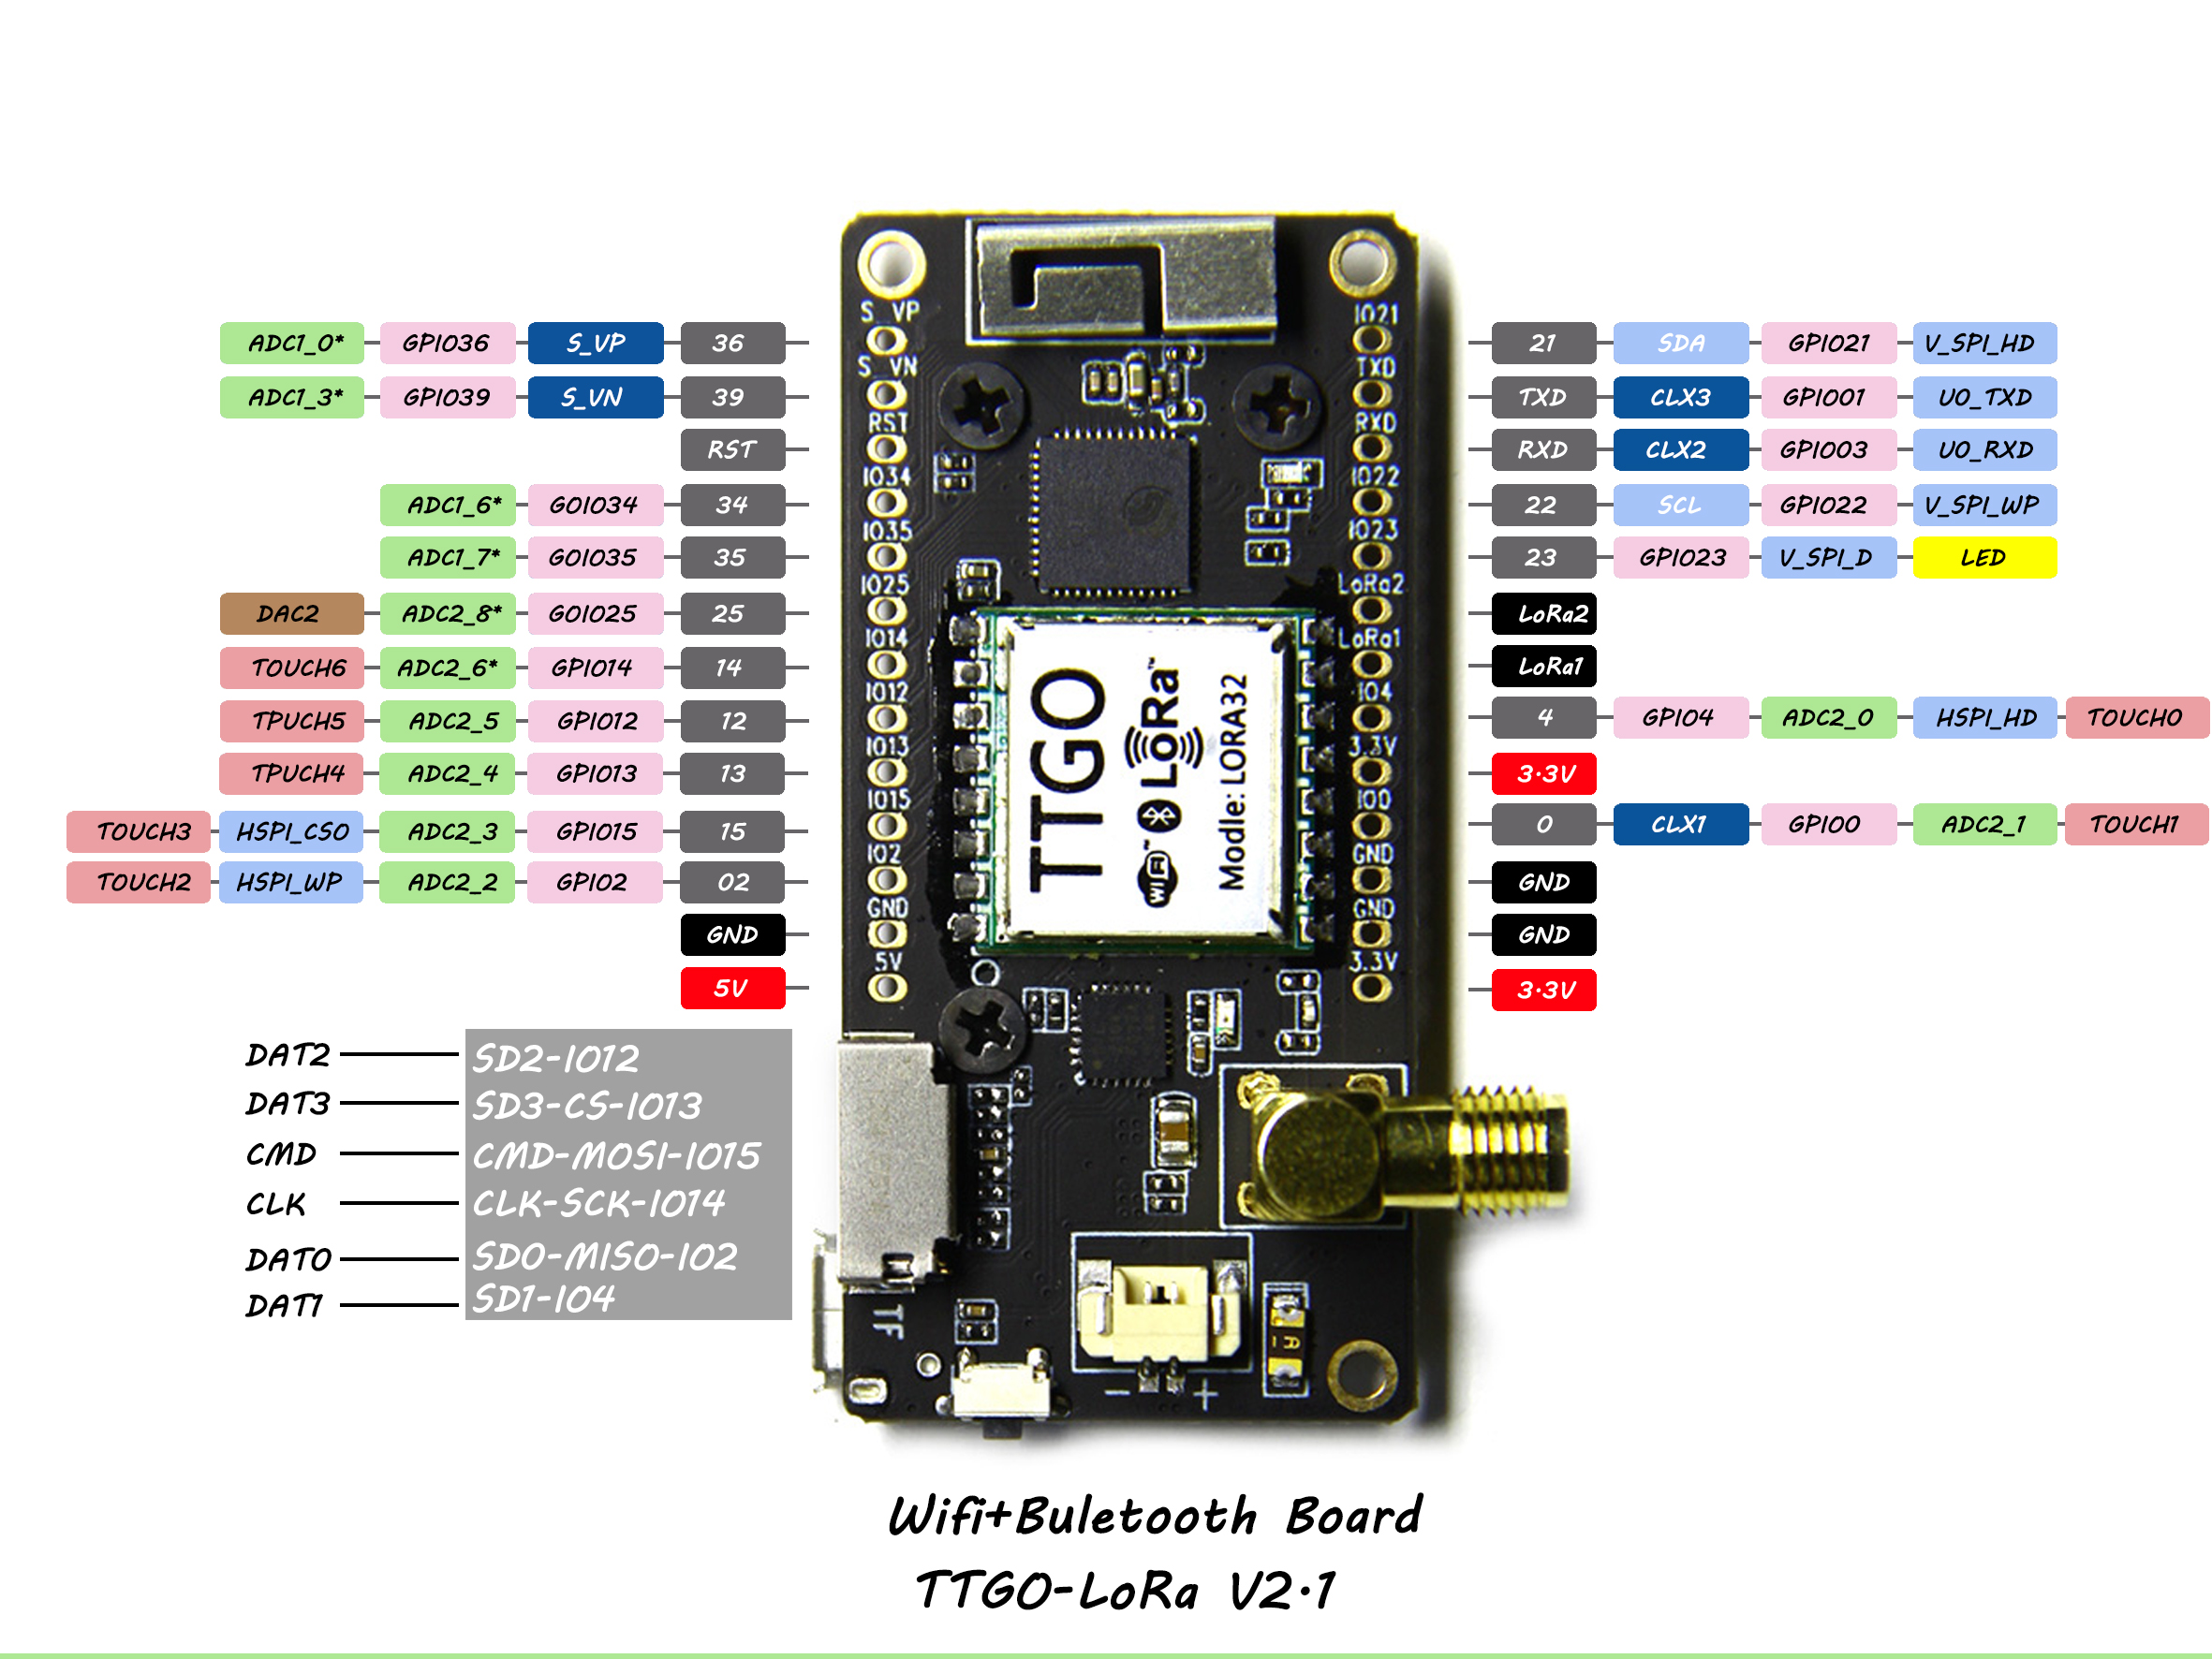 ADC1_0* GPIO36 S_VP 36
ADC1_3* GPIO39 S_VN 39
RST
ADC1_6* GOIO34 34
ADC1_7* GOIO35 35
DAC2 ADC2_8* GOIO25 25
TOUCH6 ADC2_6* GPIO14 14
TPUCH5 ADC2_5 GPIO12 12
TPUCH4 ADC2_4 GPIO13 13
TOUCH3 HSPI_CS0 ADC2_3 GPIO15 15
TOUCH2 HSPI_WP ADC2_2 GPIO2 02
GND
5V
DAT2 SD2-IO12
DAT3 SD3-CS-IO13
CMD CMD-MOSI-IO15
CLK CLK-SCK-IO14
DAT0 SD0-MISO-IO2
DAT1 SD1-IO4
S_VP
S_VN
RST
IO34
IO35
IO25
IO14
IO12
IO13
IO15
IO2
GND
5V
TTGO
WiFi LoRa™
Modle: LORA32
TF
- +
A
IO21
TXD
RXD
IO22
IO23
LoRa2
LoRa1
IO4
3.3V
IO0
GND
GND
3.3V
21 SDA GPIO21 V_SPI_HD
TXD CLX3 GPIO01 U0_TXD
RXD CLX2 GPIO03 U0_RXD
22 SCL GPIO22 V_SPI_WP
23 GPIO23 V_SPI_D LED
LoRa2
LoRa1
4 GPIO4 ADC2_0 HSPI_HD TOUCH0
3.3V
0 CLX1 GPIO0 ADC2_1 TOUCH1
GND
GND
3.3V
Wifi+Buletooth Board
TTGO-LoRa V2.1